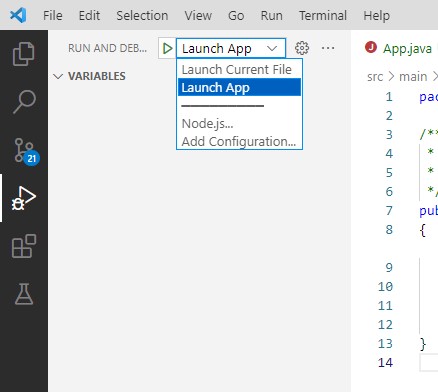 File Edit Selection View Go Run Terminal Help
RUN AND DEB... Launch App
App.java
Launch Current File
Launch App
Node.js...
Add Configuration...
VARIABLES
21
src > main
1 pac
2
3 /**
4 *
5 *
6 */
7 pub
8 {
9
10
11
12
13 }
14